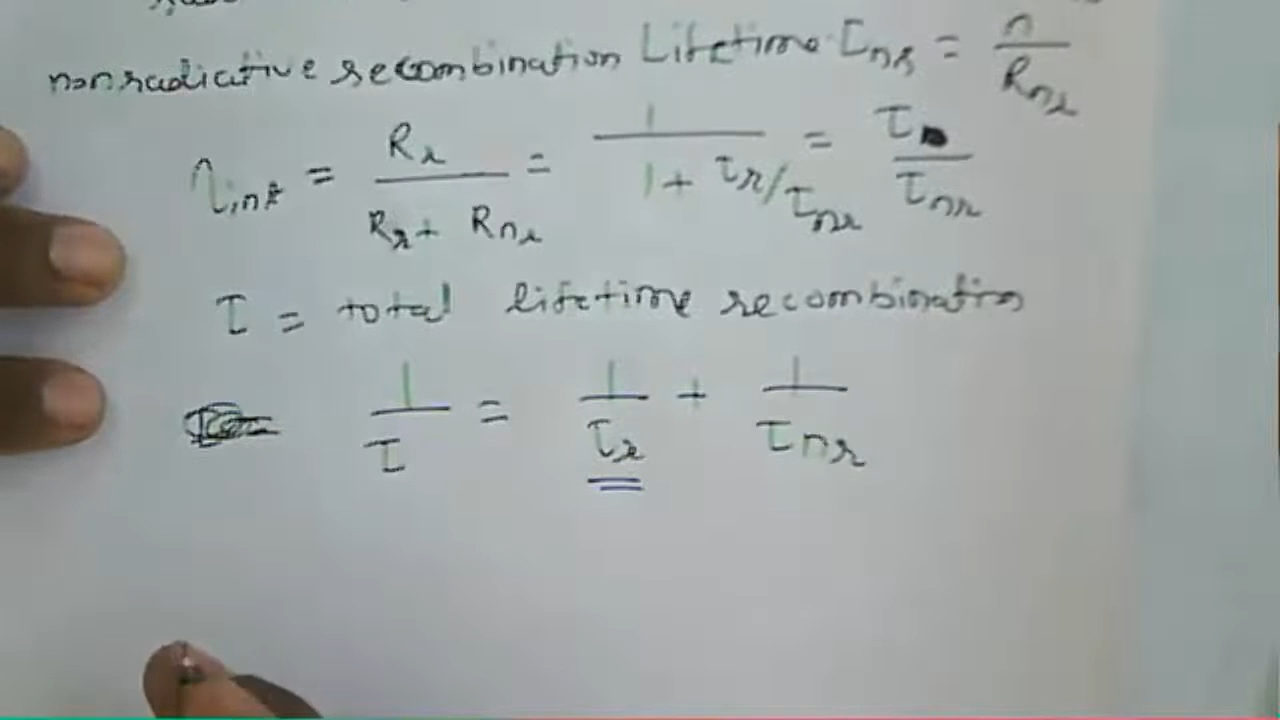 nonradiative recombination Lifetime τnr = n / Rnr
ηint = Rr / Rr + Rnr = 1 / 1 + τr/τnr = τ / τnr
τ = total lifetime recombination
1 / τ = 1 / τr + 1 / τnr